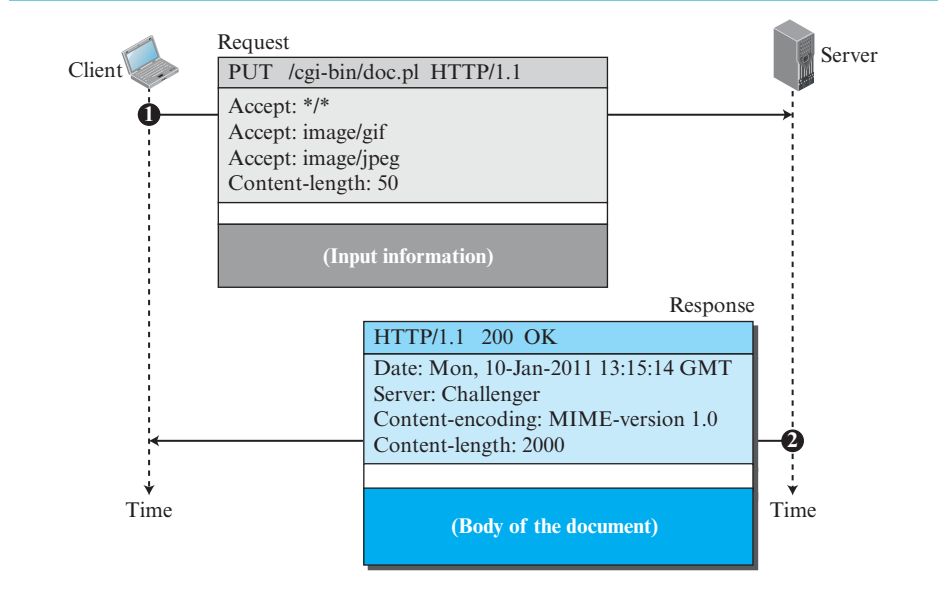 Request
Client
Server
PUT /cgi-bin/doc.pl HTTP/1.1
1
Accept: */*
Accept: image/gif
Accept: image/jpeg
Content-length: 50
(Input information)
Response
HTTP/1.1 200 OK
Date: Mon, 10-Jan-2011 13:15:14 GMT
Server: Challenger
Content-encoding: MIME-version 1.0
Content-length: 2000
2
Time
Time
(Body of the document)